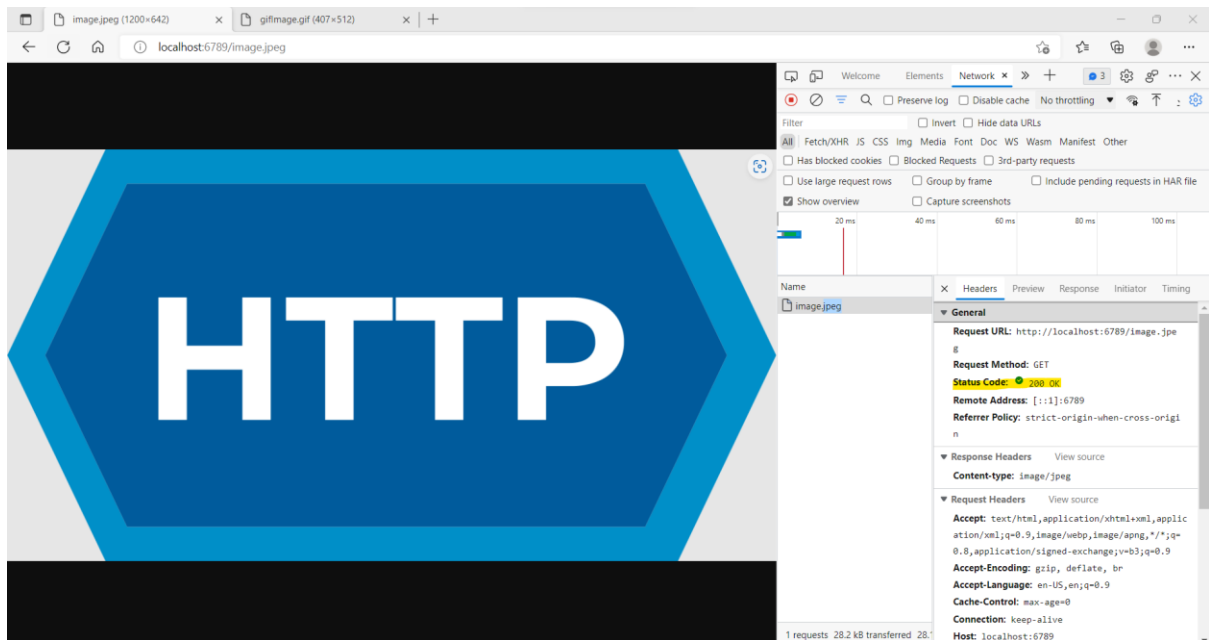 image.jpeg (1200×642)
gifImage.gif (407×512)
localhost:6789/image.jpeg
HTTP
Welcome
Elements
Network
3
Preserve log
Disable cache
No throttling
Filter
Invert
Hide data URLs
All
Fetch/XHR JS CSS Img Media Font Doc WS Wasm Manifest Other
Has blocked cookies
Blocked Requests
3rd-party requests
Use large request rows
Group by frame
Include pending requests in HAR file
Show overview
Capture screenshots
20 ms
40 ms
60 ms
80 ms
100 ms
Name
image.jpeg
1 requests 28.2 kB transferred 28.
Headers
Preview
Response
Initiator
Timing
General
Request URL: http://localhost:6789/image.jpe
g
Request Method: GET
Status Code: 200 OK
Remote Address: [::1]:6789
Referrer Policy: strict-origin-when-cross-origi
n
Response Headers
View source
Content-type: image/jpeg
Request Headers
View source
Accept: text/html,application/xhtml+xml,applic
ation/xml;q=0.9,image/webp,image/apng,*/*;q=
0.8,application/signed-exchange;v=b3;q=0.9
Accept-Encoding: gzip, deflate, br
Accept-Language: en-US,en;q=0.9
Cache-Control: max-age=0
Connection: keep-alive
Host: localhost:6789